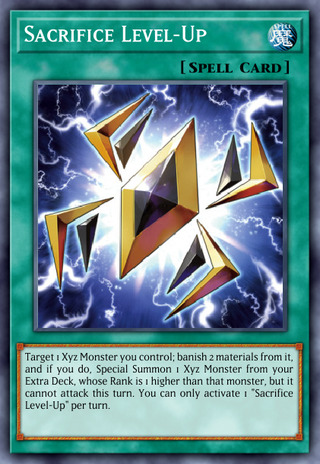 Sacrifice Level-Up
[ Spell Card ]
Target 1 Xyz Monster you control; banish 2 materials from it,
and if you do, Special Summon 1 Xyz Monster from your
Extra Deck, whose Rank is 1 higher than that monster, but it
cannot attack this turn. You can only activate 1 "Sacrifice
Level-Up" per turn.